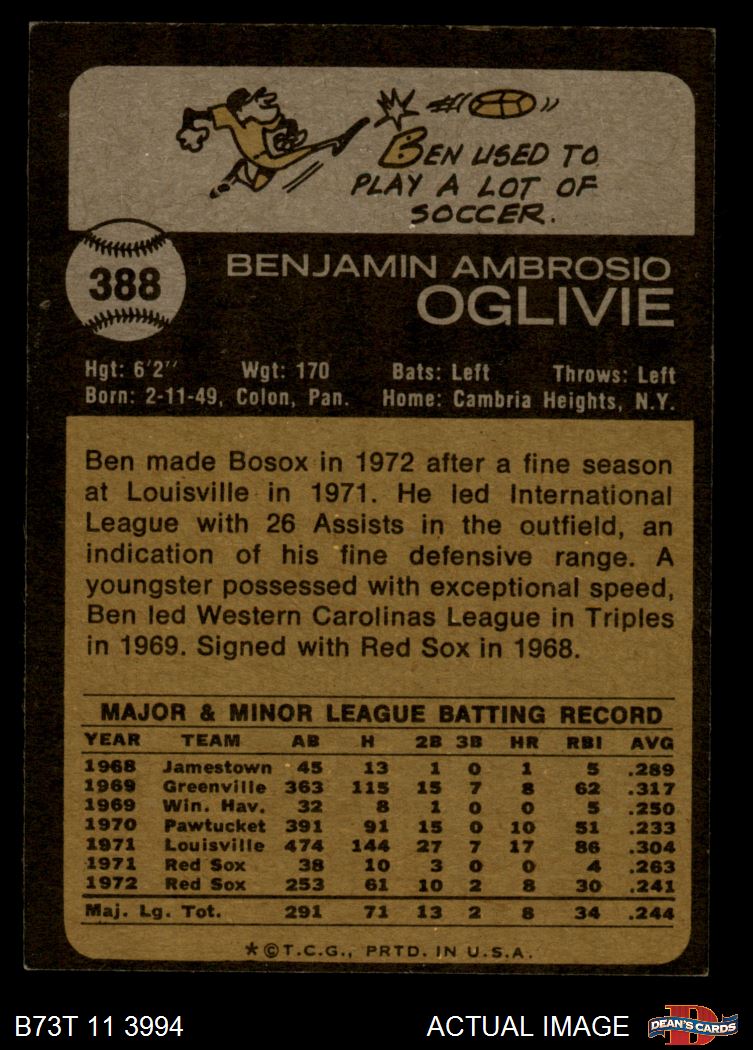 BEN USED TO
PLAY A LOT OF
SOCCER.
388
BENJAMIN AMBROSIO
OGLIVIE
Hgt: 6'2" Wgt: 170 Bats: Left Throws: Left
Born: 2-11-49, Colon, Pan. Home: Cambria Heights, N.Y.
Ben made Bosox in 1972 after a fine season
at Louisville in 1971. He led International
League with 26 Assists in the outfield, an
indication of his fine defensive range. A
youngster possessed with exceptional speed,
Ben led Western Carolinas League in Triples
in 1969. Signed with Red Sox in 1968.
MAJOR & MINOR LEAGUE BATTING RECORD
YEAR TEAM AB H 2B 3B HR RBI AVG
1968 Jamestown 45 13 1 0 1 5 .289
1969 Greenville 363 115 15 7 8 62 .317
1969 Win. Hav. 32 8 1 0 0 5 .250
1970 Pawtucket 391 91 15 0 10 51 .233
1971 Louisville 474 144 27 7 17 86 .304
1971 Red Sox 38 10 3 0 0 4 .263
1972 Red Sox 253 61 10 2 8 30 .241
Maj. Lg. Tot. 291 71 13 2 8 34 .244
*©T.C.G., PRTD. IN U.S.A.
B73T 11 3994 ACTUAL IMAGE D DEAN'S CARDS